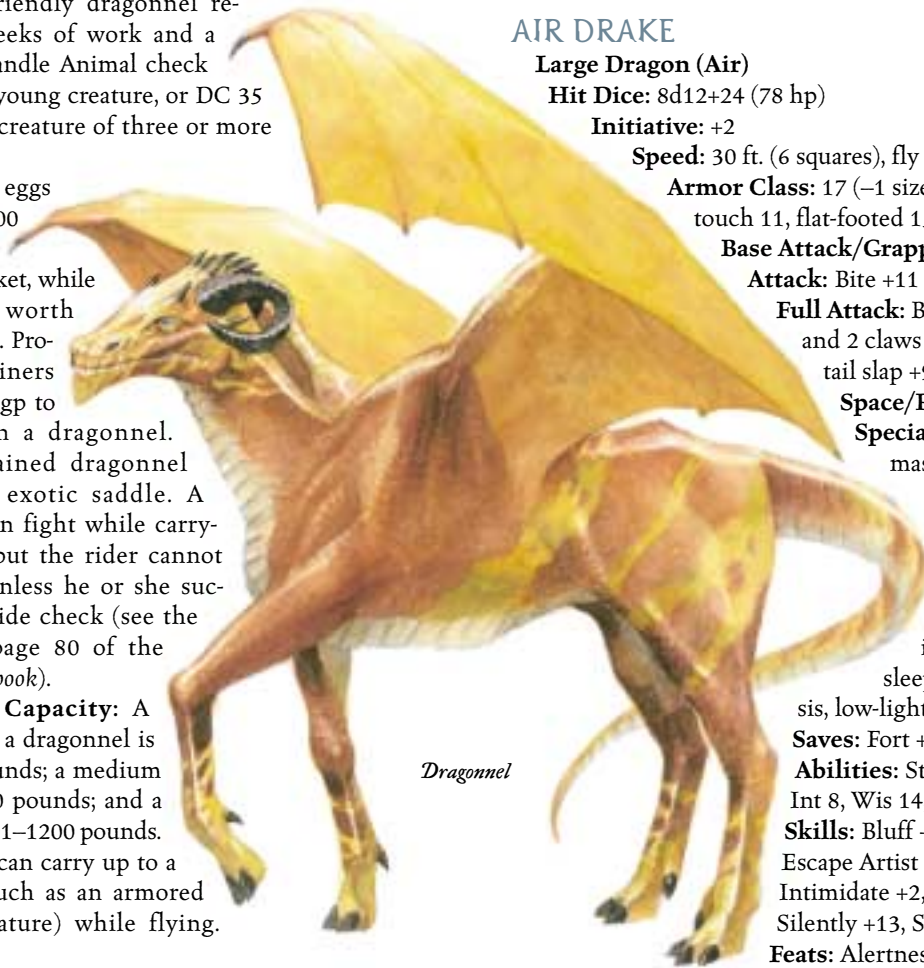 friendly dragonnel re-
weeks of work and a
Handle Animal check
young creature, or DC 35
creature of three or more
eggs
00
ket, while
worth
. Pro-
iners
gp to
a dragonnel.
ained dragonnel
exotic saddle. A
n fight while carry-
but the rider cannot
nless he or she suc-
ide check (see the
page 80 of the
book).
Capacity: A
a dragonnel is
unds; a medium
0 pounds; and a
1–1200 pounds.
can carry up to a
uch as an armored
ature) while flying.
Dragonnel
AIR DRAKE
Large Dragon (Air)
Hit Dice: 8d12+24 (78 hp)
Initiative: +2
Speed: 30 ft. (6 squares), fly
Armor Class: 17 (–1 size
touch 11, flat-footed 1
Base Attack/Grapp
Attack: Bite +11
Full Attack: B
and 2 claws
tail slap +9
Space/
Specia
mas
i
slee
sis, low-light
Saves: Fort +
Abilities: St
Int 8, Wis 14
Skills: Bluff
Escape Artist
Intimidate +2,
Silently +13, S
Feats: Alertnes